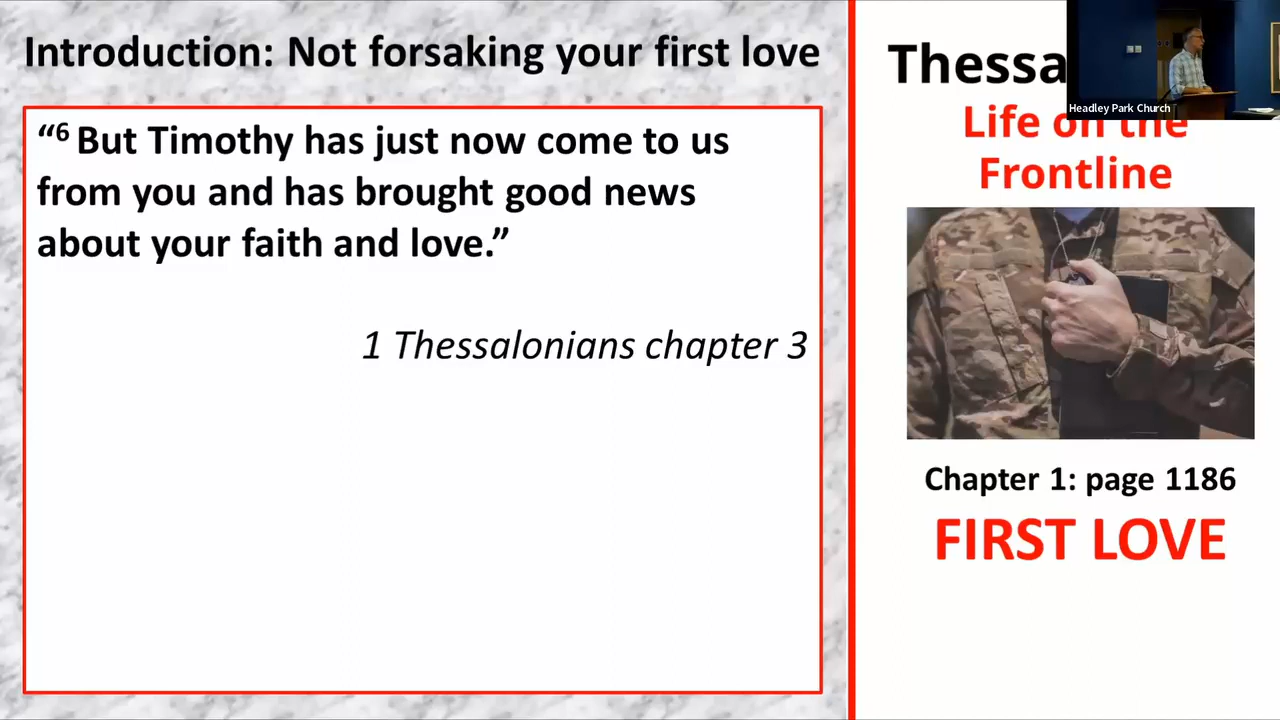 Introduction: Not forsaking your first love
“6 But Timothy has just now come to us
from you and has brought good news
about your faith and love.”
1 Thessalonians chapter 3
Thessa
Headley Park Church
Life on the
Frontline
Chapter 1: page 1186
FIRST LOVE